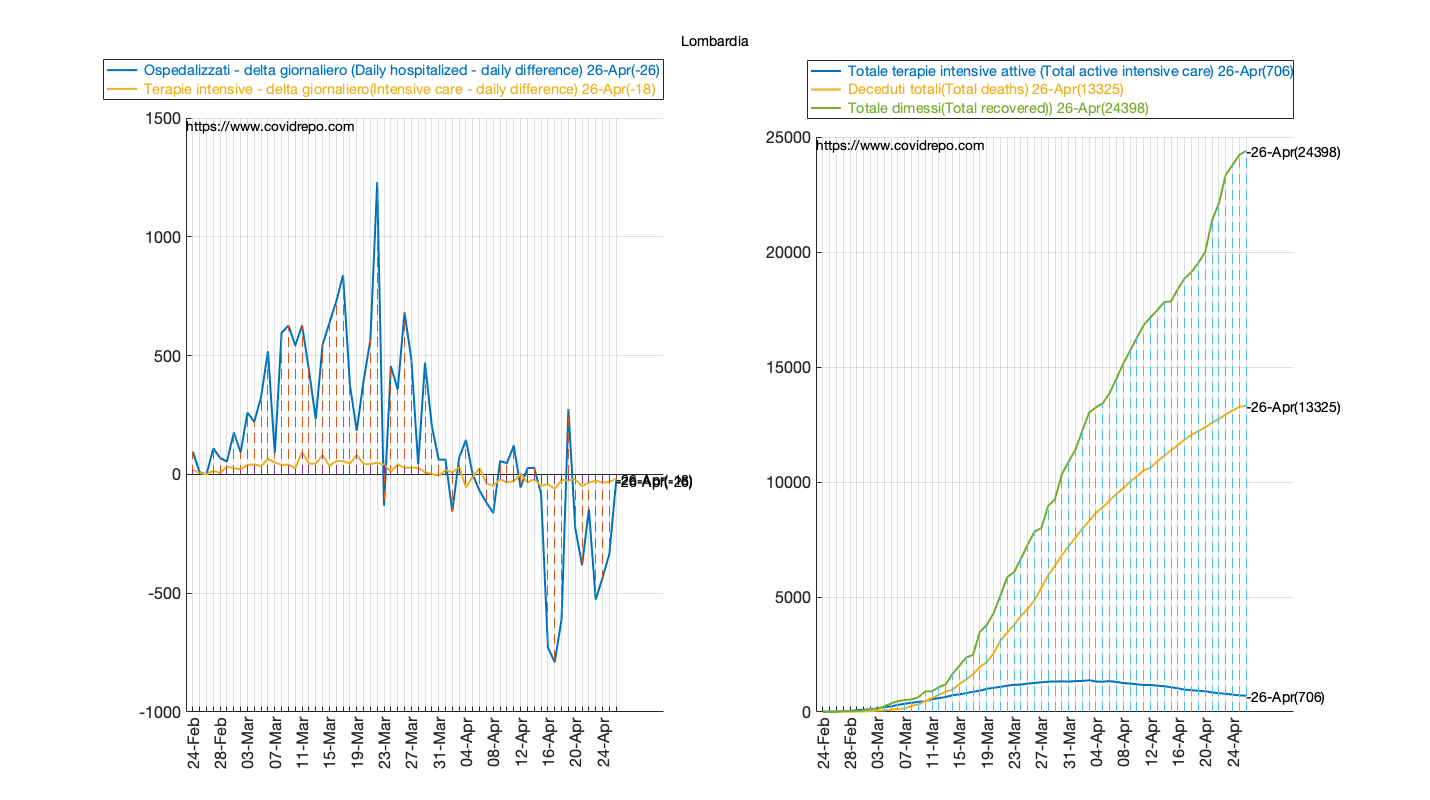 Lombardia
Ospedalizzati - delta giornaliero (Daily hospitalized - daily difference) 26-Apr(-26)
Terapie intensive - delta giornaliero(Intensive care - daily difference) 26-Apr(-18)
https://www.covidrepo.com
1500
1000
500
0
-500
-1000
-26-Apr(-18)
-26-Apr(-26)
24-Feb
28-Feb
03-Mar
07-Mar
11-Mar
15-Mar
19-Mar
23-Mar
27-Mar
31-Mar
04-Apr
08-Apr
12-Apr
16-Apr
20-Apr
24-Apr
Totale terapie intensive attive (Total active intensive care) 26-Apr(706)
Deceduti totali(Total deaths) 26-Apr(13325)
Totale dimessi(Total recovered)) 26-Apr(24398)
https://www.covidrepo.com
25000
20000
15000
10000
5000
0
-26-Apr(24398)
-26-Apr(13325)
-26-Apr(706)
24-Feb
28-Feb
03-Mar
07-Mar
11-Mar
15-Mar
19-Mar
23-Mar
27-Mar
31-Mar
04-Apr
08-Apr
12-Apr
16-Apr
20-Apr
24-Apr